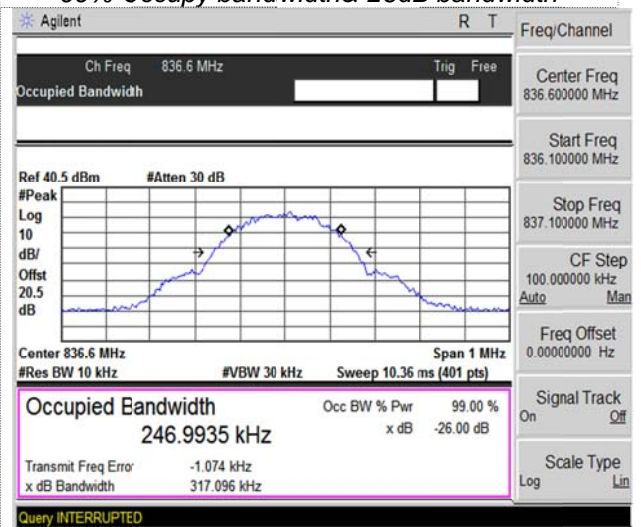 Agilent R T
Freq/Channel
Ch Freq 836.6 MHz Trig Free
Occupied Bandwidth
Center Freq
836.600000 MHz
Start Freq
836.100000 MHz
Stop Freq
837.100000 MHz
CF Step
100.000000 kHz
Auto Man
Freq Offset
0.00000000 Hz
Signal Track
On Off
Scale Type
Log Lin
Ref 40.5 dBm #Atten 30 dB
#Peak
Log
10
dB/
Offst
20.5
dB
Center 836.6 MHz Span 1 MHz
#Res BW 10 kHz #VBW 30 kHz Sweep 10.36 ms (401 pts)
Occupied Bandwidth Occ BW % Pwr 99.00 %
246.9935 kHz x dB -26.00 dB
Transmit Freq Error -1.074 kHz
x dB Bandwidth 317.096 kHz
Query INTERRUPTED